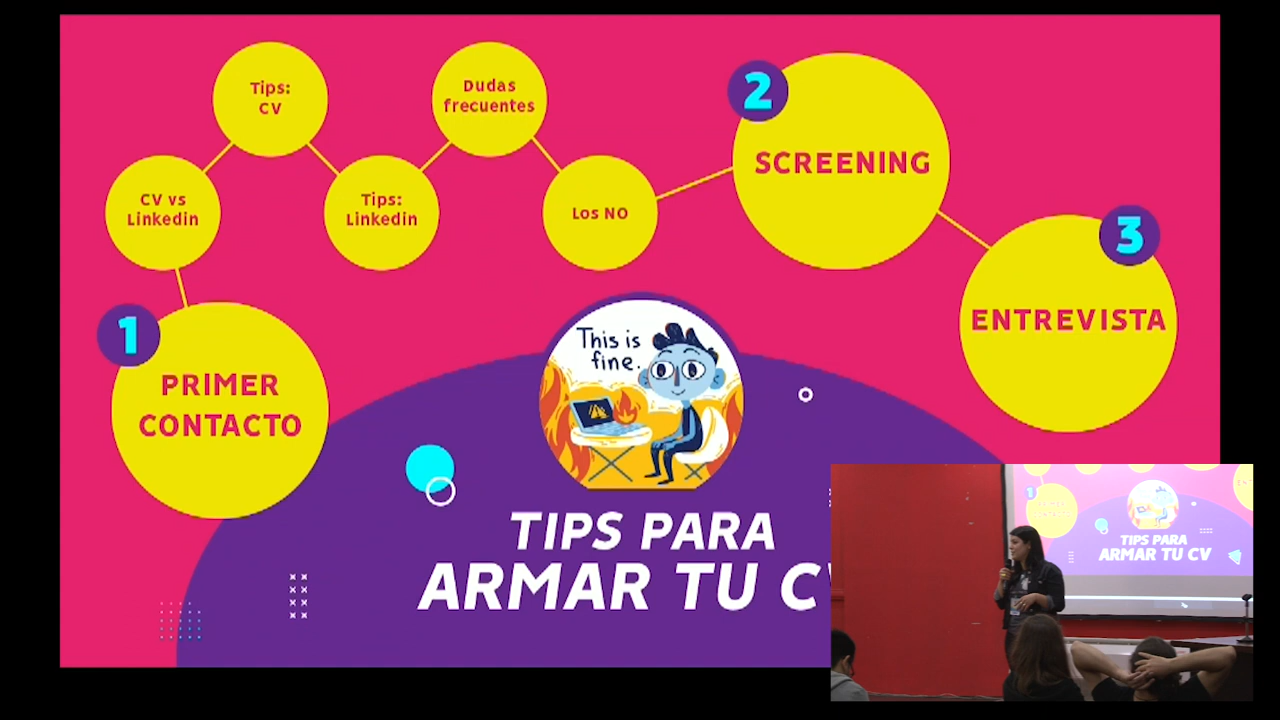 Tips:
CV
Dudas
frecuentes
2
SCREENING
CV vs
Linkedin
Tips:
Linkedin
Los NO
3
ENTREVISTA
1
PRIMER
CONTACTO
This is
fine.
TIPS PARA
ARMAR TU C
TIPS PARA
ARMAR TU CV